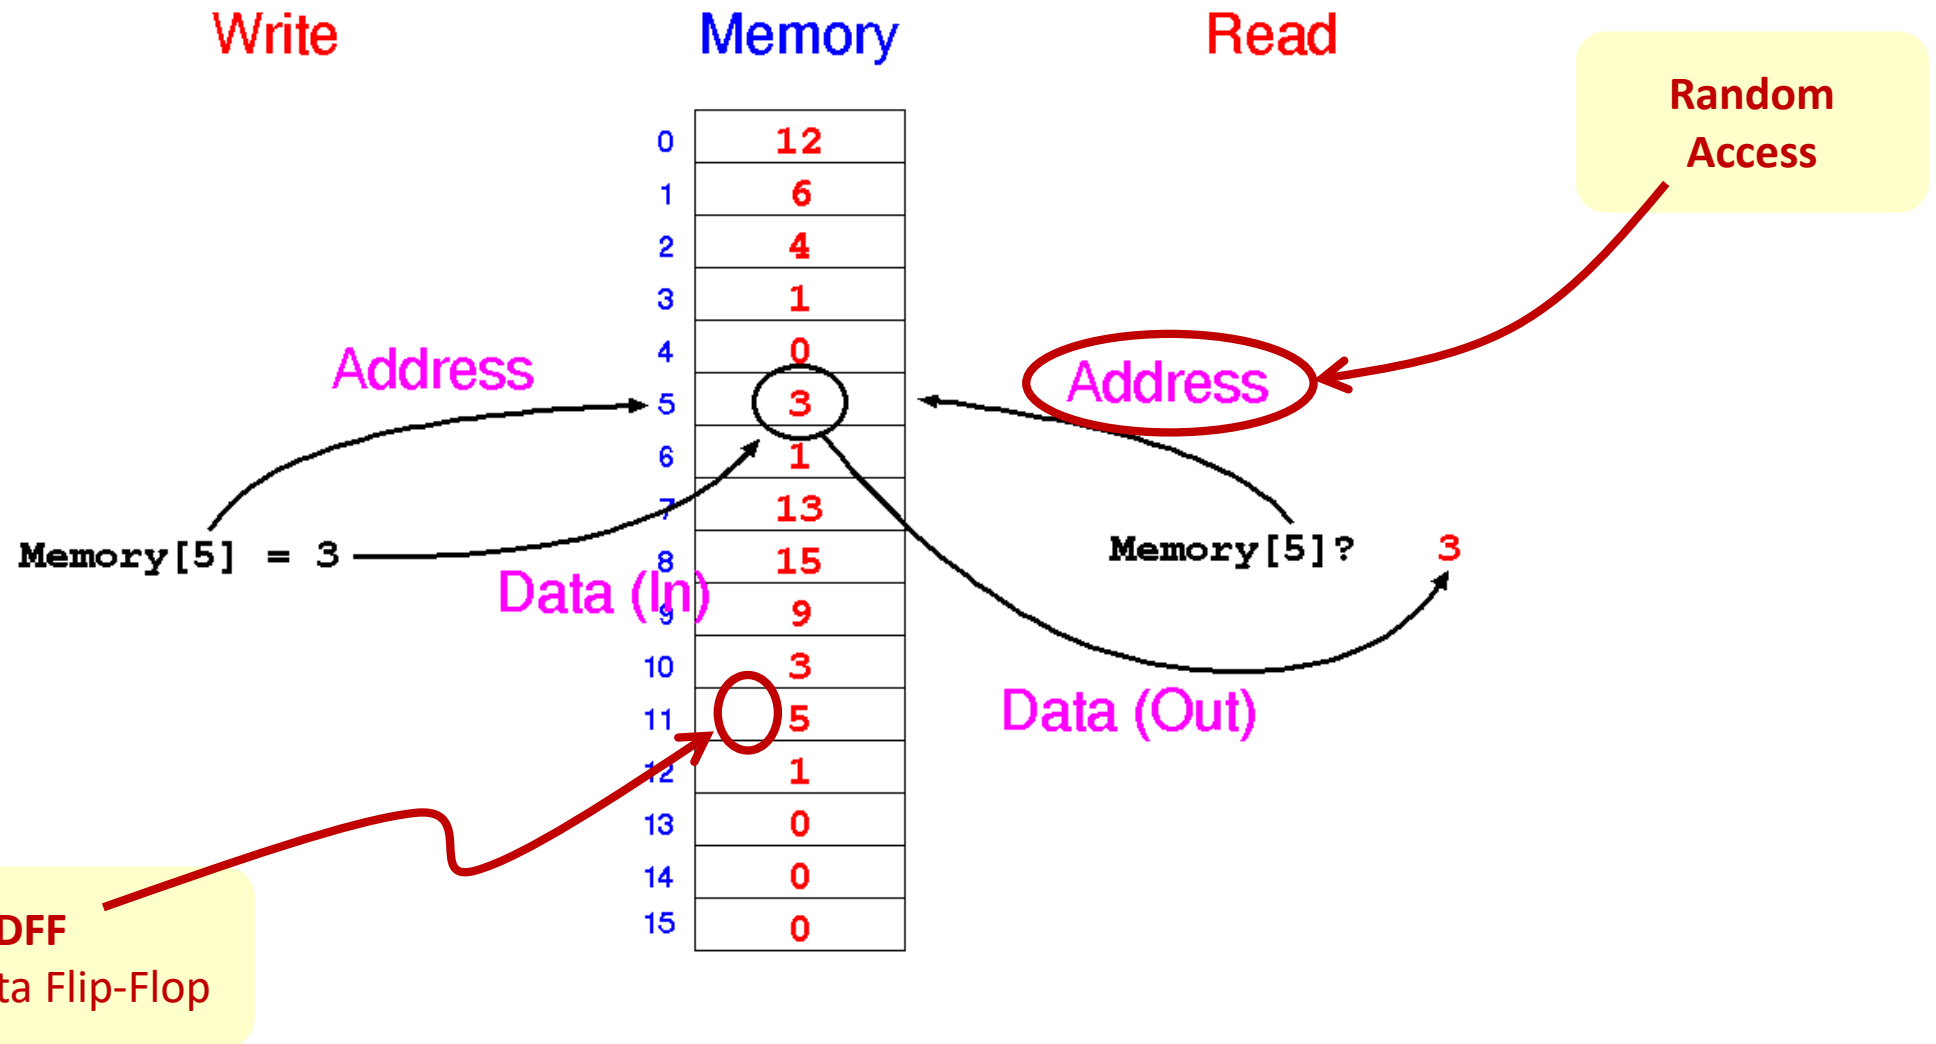 Write
Memory
Read
Random
Access
0 12
1 6
2 4
3 1
4 0
5 3
6 1
7 13
8 15
9 9
10 3
11 5
12 1
13 0
14 0
15 0
Address
Memory[5] = 3
Data (In)
Address
Memory[5]? 3
Data (Out)
DFF
ta Flip-Flop